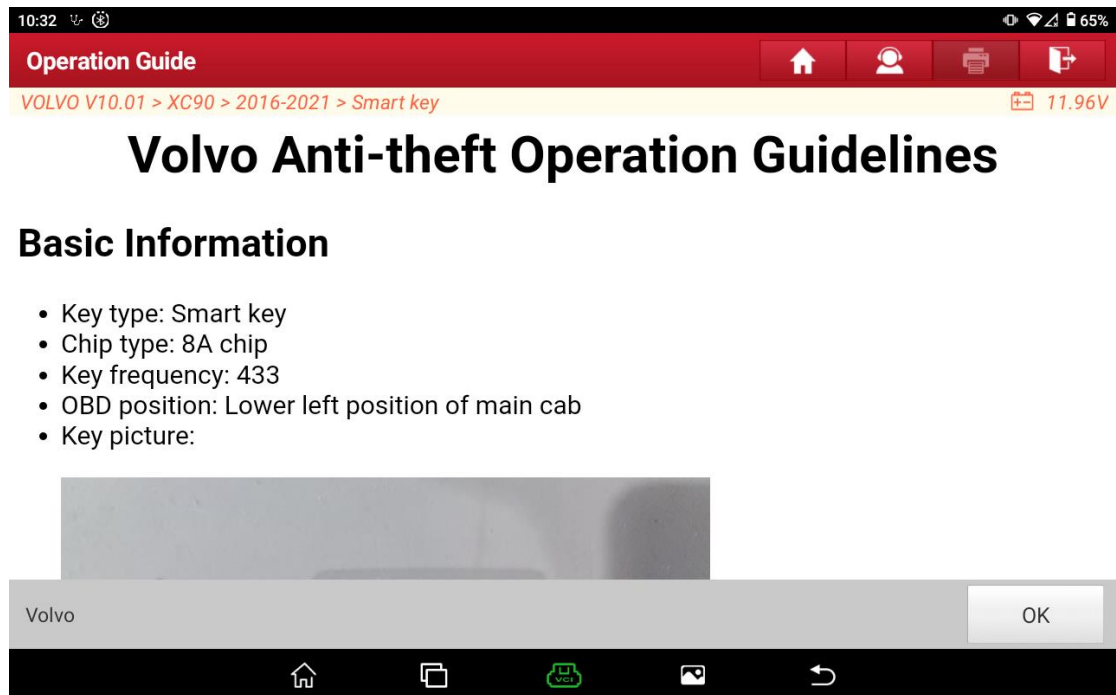 10:32
65%
Operation Guide
VOLVO V10.01 > XC90 > 2016-2021 > Smart key
11.96V
Volvo Anti-theft Operation Guidelines
Basic Information
• Key type: Smart key
• Chip type: 8A chip
• Key frequency: 433
• OBD position: Lower left position of main cab
• Key picture:
Volvo
OK
VCI